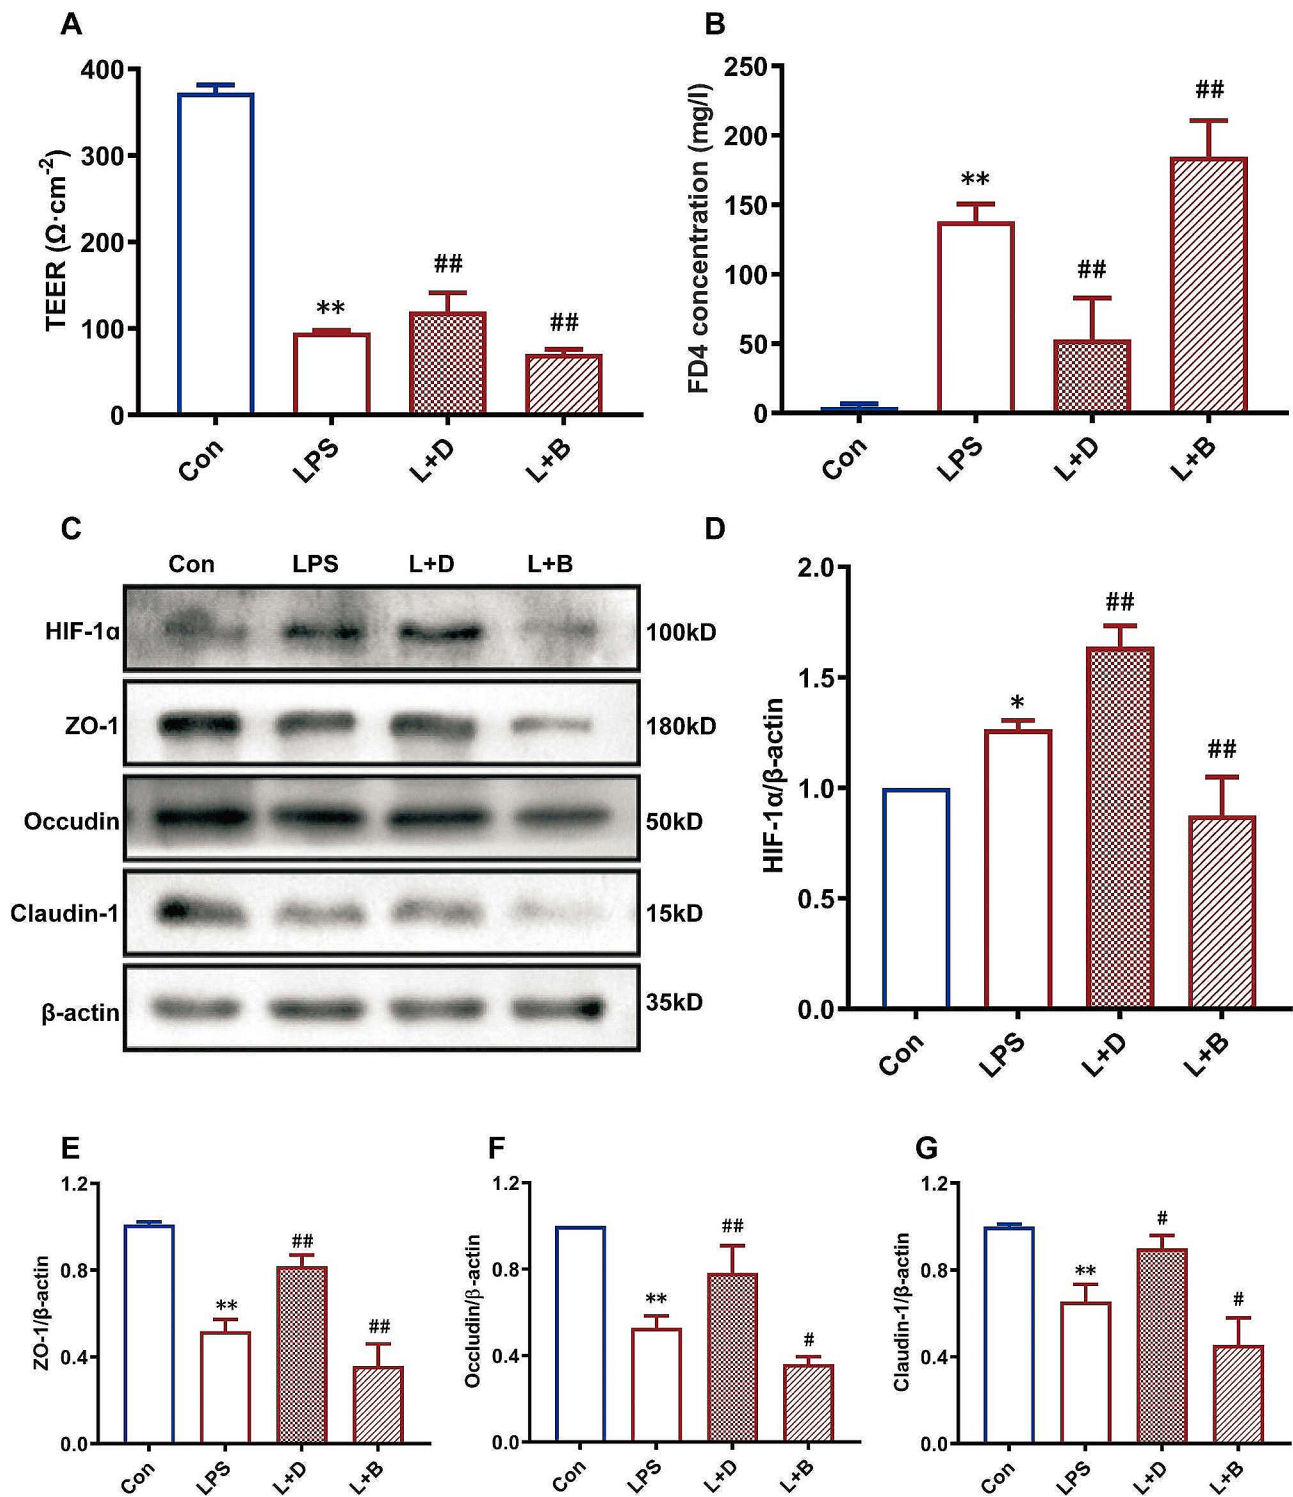 A
TEER (Ω·cm-2)
400
300
200
100
0
**
##
##
Con
LPS
L+D
L+B
B
FD4 concentration (mg/l)
250
200
150
100
50
0
**
##
##
Con
LPS
L+D
L+B
C
Con LPS L+D L+B
HIF-1α 100kD
ZO-1 180kD
Occudin 50kD
Claudin-1 15kD
β-actin 35kD
D
HIF-1α/β-actin
2.0
1.5
1.0
0.5
0.0
*
##
##
Con
LPS
L+D
L+B
E
ZO-1/β-actin
1.2
0.8
0.4
0.0
**
##
##
Con
LPS
L+D
L+B
F
Occludin/β-actin
1.2
0.8
0.4
0.0
**
##
#
Con
LPS
L+D
L+B
G
Claudin-1/β-actin
1.2
0.8
0.4
0.0
**
#
#
Con
LPS
L+D
L+B